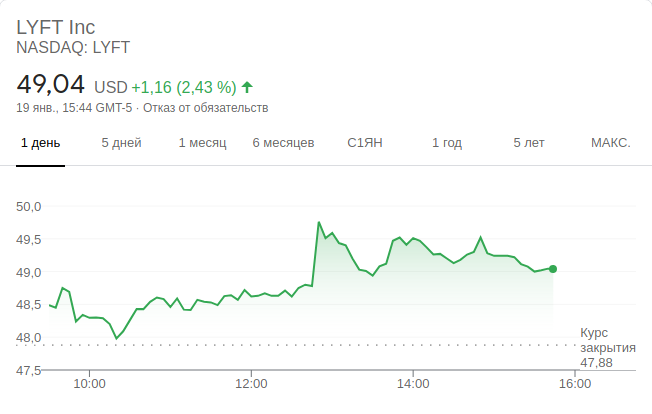 LYFT Inc
NASDAQ: LYFT
49,04 USD +1,16 (2,43 %)
19 янв., 15:44 GMT-5 · Отказ от обязательств
1 день 5 дней 1 месяц 6 месяцев С1ЯН 1 год 5 лет МАКС.
50,0
49,5
49,0
48,5
48,0
47,5
Курс
закрытия
47,88
10:00 12:00 14:00 16:00